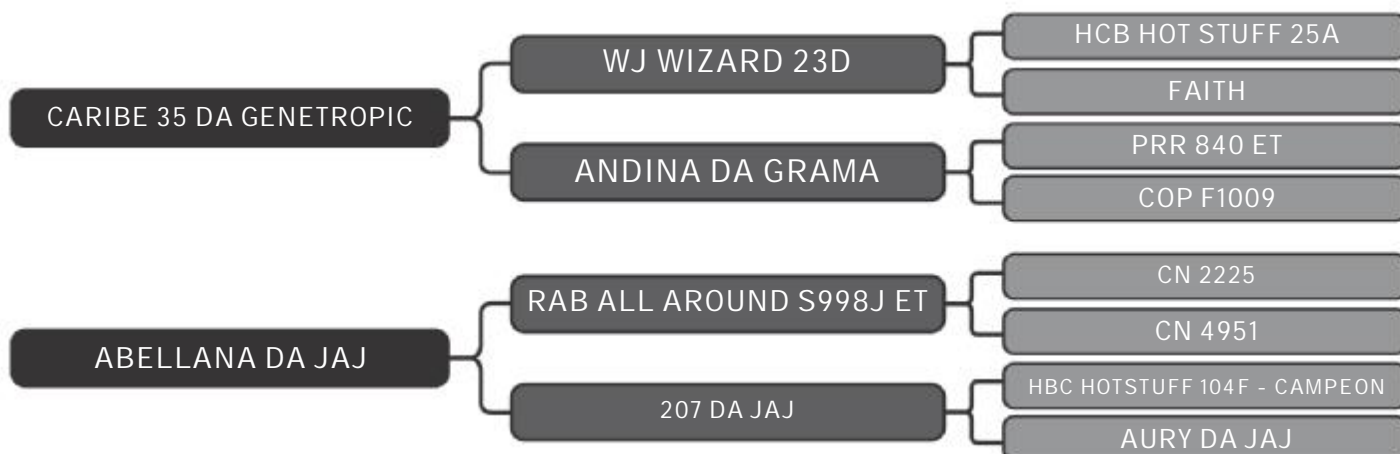 HCB HOT STUFF 25A
WJ WIZARD 23D
FAITH
CARIBE 35 DA GENETROPIC
PRR 840 ET
ANDINA DA GRAMA
COP F1009
CN 2225
RAB ALL AROUND S998J ET
CN 4951
ABELLANA DA JAJ
HBC HOTSTUFF 104F - CAMPEON
207 DA JAJ
AURY DA JAJ